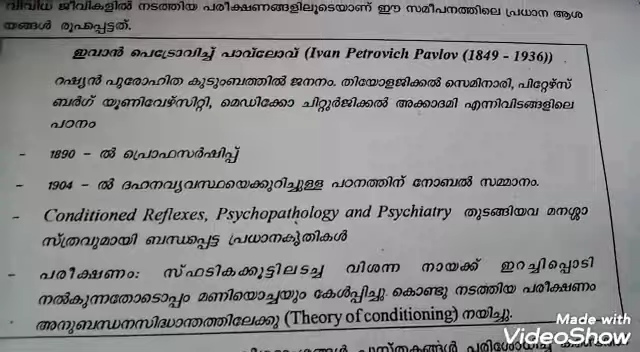 വിവിധ ജീവികളിൽ നടത്തിയ പരീക്ഷണങ്ങളിലൂടെയാണ് ഈ സമീപനത്തിലെ പ്രധാന ആശ
യങ്ങൾ രൂപപ്പെട്ടത്.
ഇവാൻ പെട്രോവിച്ച് പാവ്‌ലോവ് (Ivan Petrovich Pavlov (1849 - 1936))
റഷ്യൻ പുരോഹിത കുടുംബത്തിൽ ജനനം. തിയോളജിക്കൽ സെമിനാരി, പിറ്റേഴ്സ്
ബർഗ് യൂണിവേഴ്സിറ്റി, മെഡിക്കോ ചിറ്റുർജിക്കൽ അക്കാദമി എന്നിവിടങ്ങളിലെ
പഠനം
- 1890 - ൽ പ്രൊഫസർഷിപ്പ്
- 1904 - ൽ ദഹനവ്യവസ്ഥയെക്കുറിച്ചുള്ള പഠനത്തിന് നോബൽ സമ്മാനം.
- Conditioned Reflexes, Psychopathology and Psychiatry തുടങ്ങിയവ മനശ്ശാ
സ്ത്രവുമായി ബന്ധപ്പെട്ട പ്രധാനകൃതികൾ
- പരീക്ഷണം: സ്ഫടികക്കൂട്ടിലടച്ച വിശന്ന നായക്ക് ഇറച്ചിപ്പൊടി
നൽകുന്നതോടൊപ്പം മണിയൊച്ചയും കേൾപ്പിച്ചു. കൊണ്ടു നടത്തിയ പരീക്ഷണം
അനുബന്ധനസിദ്ധാന്തത്തിലേക്കു (Theory of conditioning) നയിച്ചു.
Made with
VideoShow